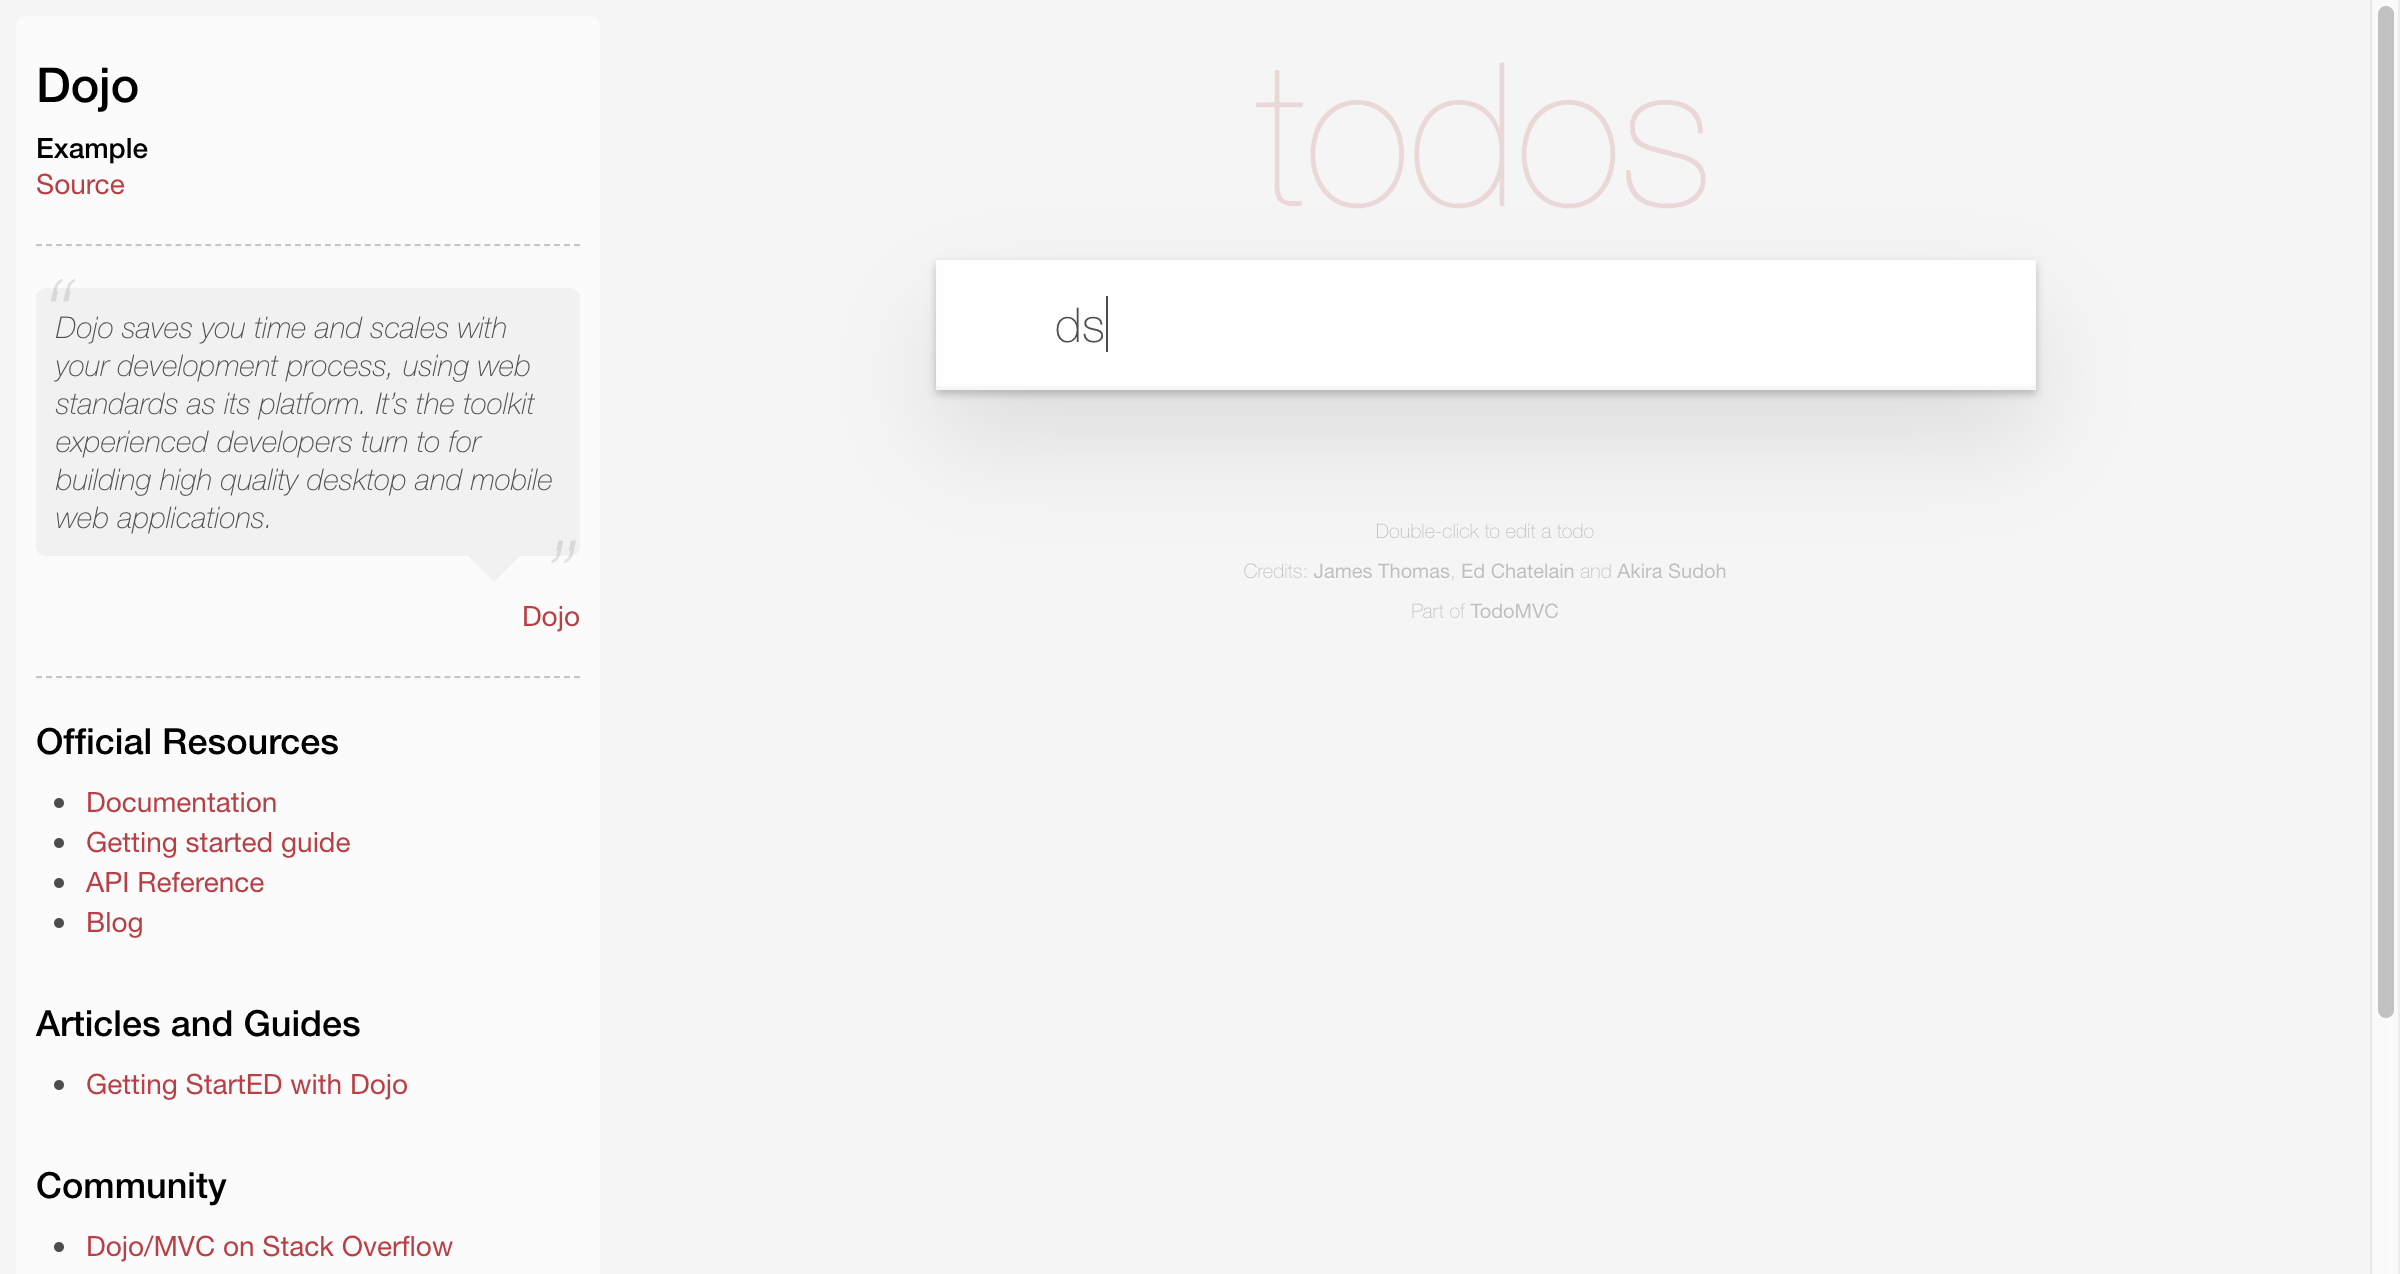 Dojo
Example
Source
“
Dojo saves you time and scales with
your development process, using web
standards as its platform. It’s the toolkit
experienced developers turn to for
building high quality desktop and mobile
web applications.
”
Dojo
Official Resources
Documentation
Getting started guide
API Reference
Blog
Articles and Guides
Getting StartED with Dojo
Community
Dojo/MVC on Stack Overflow
todos
ds
Double-click to edit a todo
Credits: James Thomas, Ed Chatelain and Akira Sudoh
Part of TodoMVC